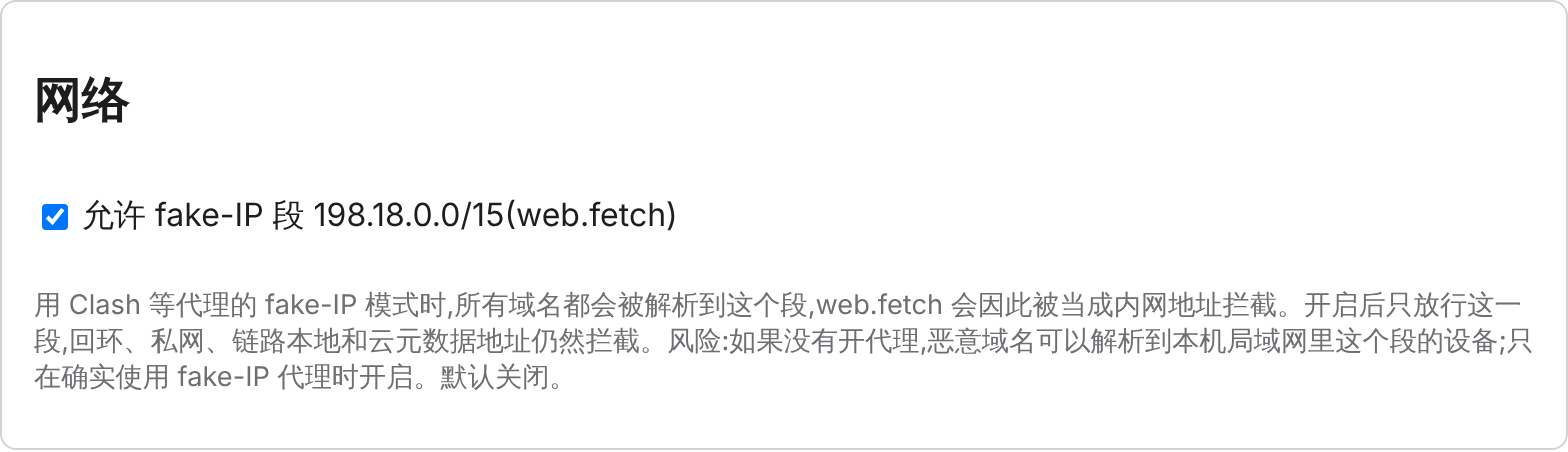 网络
允许 fake-IP 段 198.18.0.0/15(web.fetch)
用 Clash 等代理的 fake-IP 模式时,所有域名都会被解析到这个段,web.fetch 会因此被当成内网地址拦截。开启后只放行这一
段,回环、私网、链路本地和云元数据地址仍然拦截。风险:如果没有开代理,恶意域名可以解析到本机局域网里这个段的设备;只
在确实使用 fake-IP 代理时开启。默认关闭。